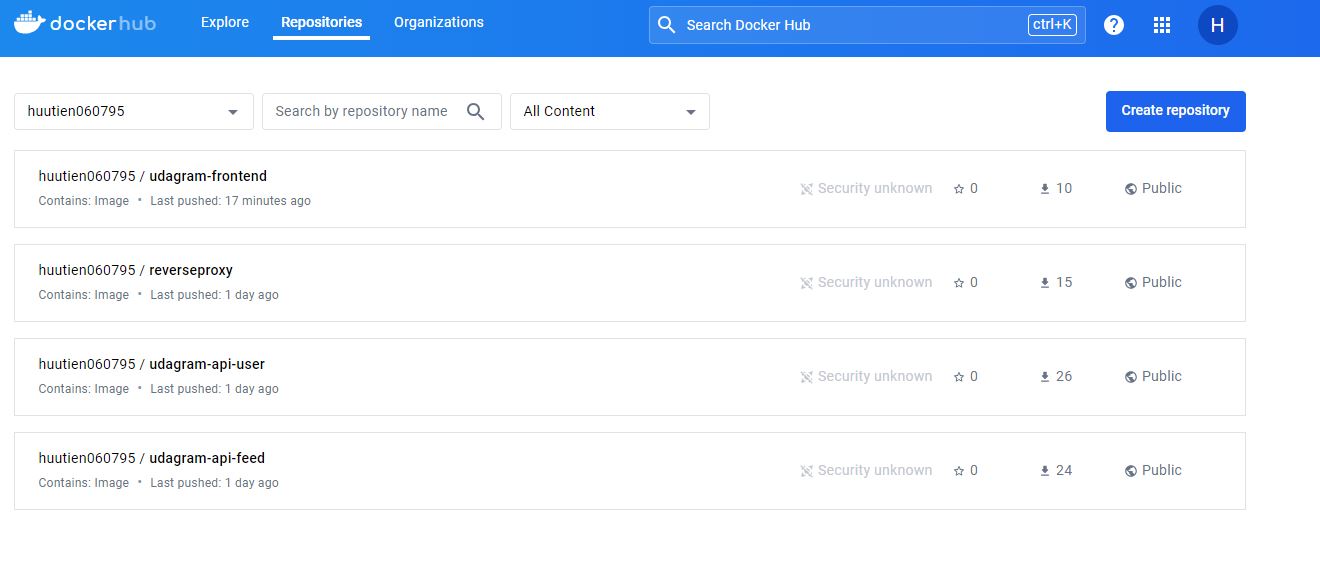 dockerhub Explore Repositories Organizations Search Docker Hub ctrl+K ? H
huutien060795 Search by repository name All Content Create repository
huutien060795 / udagram-frontend
Contains: Image • Last pushed: 17 minutes ago
Security unknown 0 10 Public
huutien060795 / reverseproxy
Contains: Image • Last pushed: 1 day ago
Security unknown 0 15 Public
huutien060795 / udagram-api-user
Contains: Image • Last pushed: 1 day ago
Security unknown 0 26 Public
huutien060795 / udagram-api-feed
Contains: Image • Last pushed: 1 day ago
Security unknown 0 24 Public